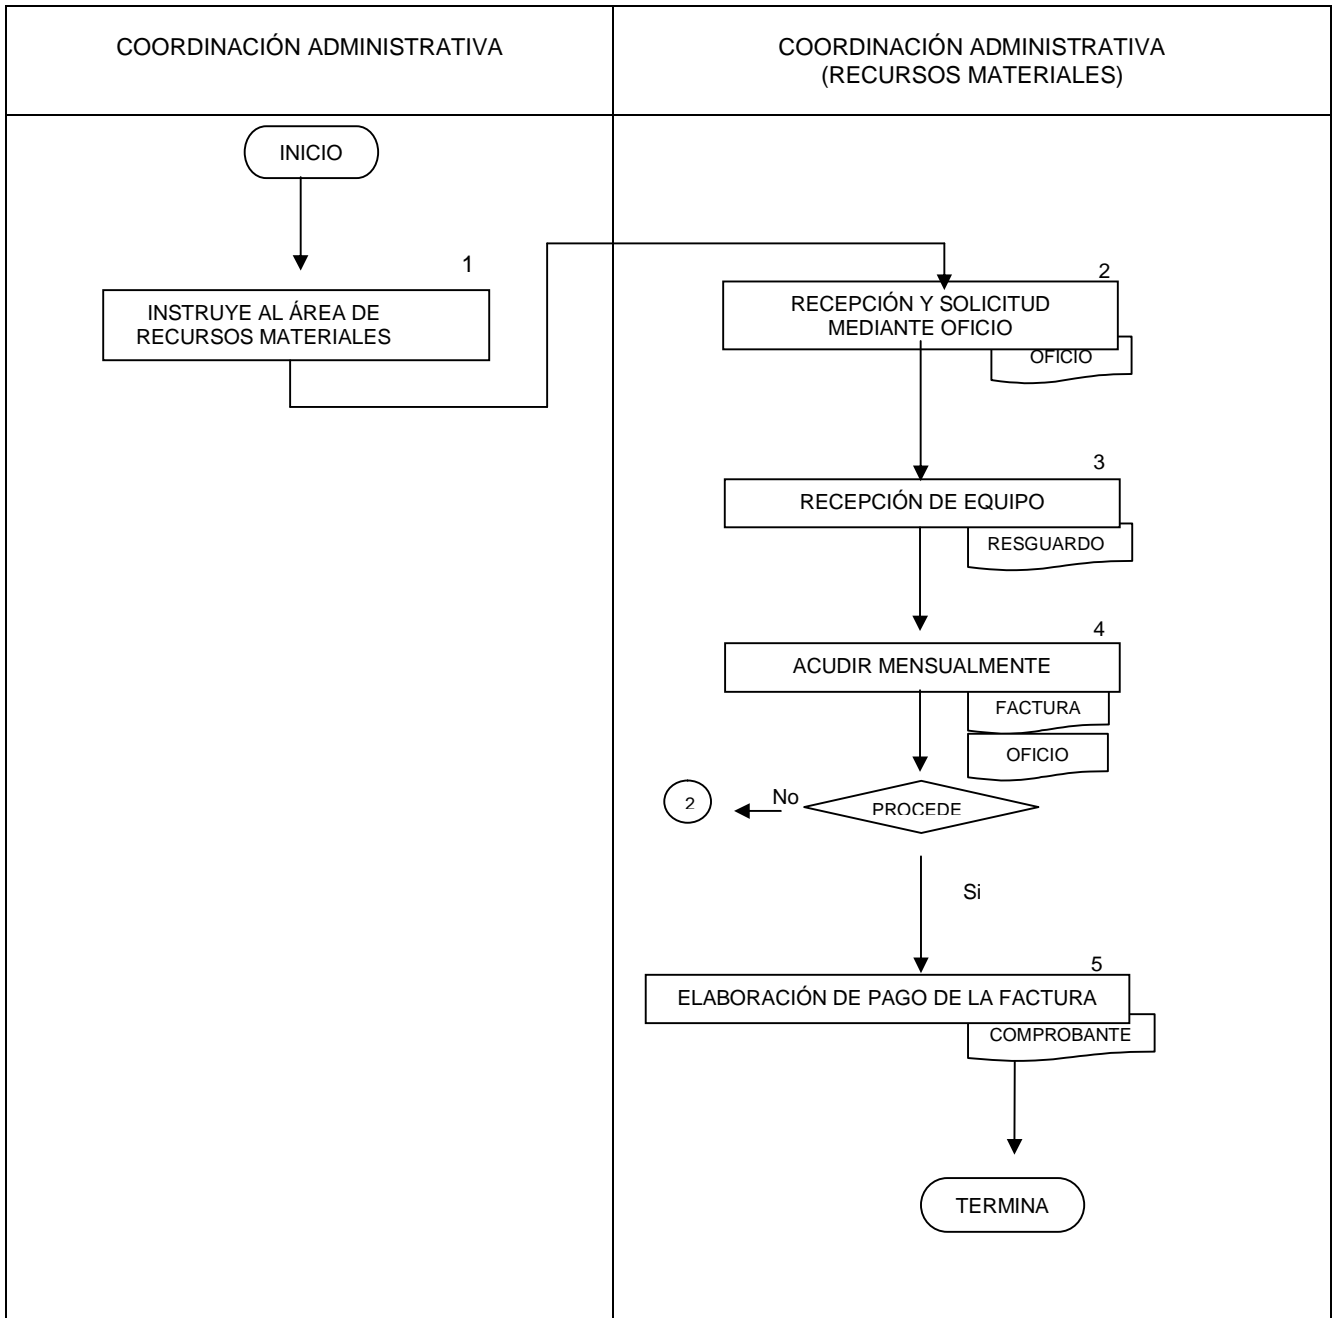 COORDINACIÓN ADMINISTRATIVA
COORDINACIÓN ADMINISTRATIVA
(RECURSOS MATERIALES)
INICIO
1
INSTRUYE AL ÁREA DE
RECURSOS MATERIALES
2
RECEPCIÓN Y SOLICITUD
MEDIANTE OFICIO
OFICIO
3
RECEPCIÓN DE EQUIPO
RESGUARDO
4
ACUDIR MENSUALMENTE
FACTURA
OFICIO
2
No
PROCEDE
Si
5
ELABORACIÓN DE PAGO DE LA FACTURA
COMPROBANTE
TERMINA